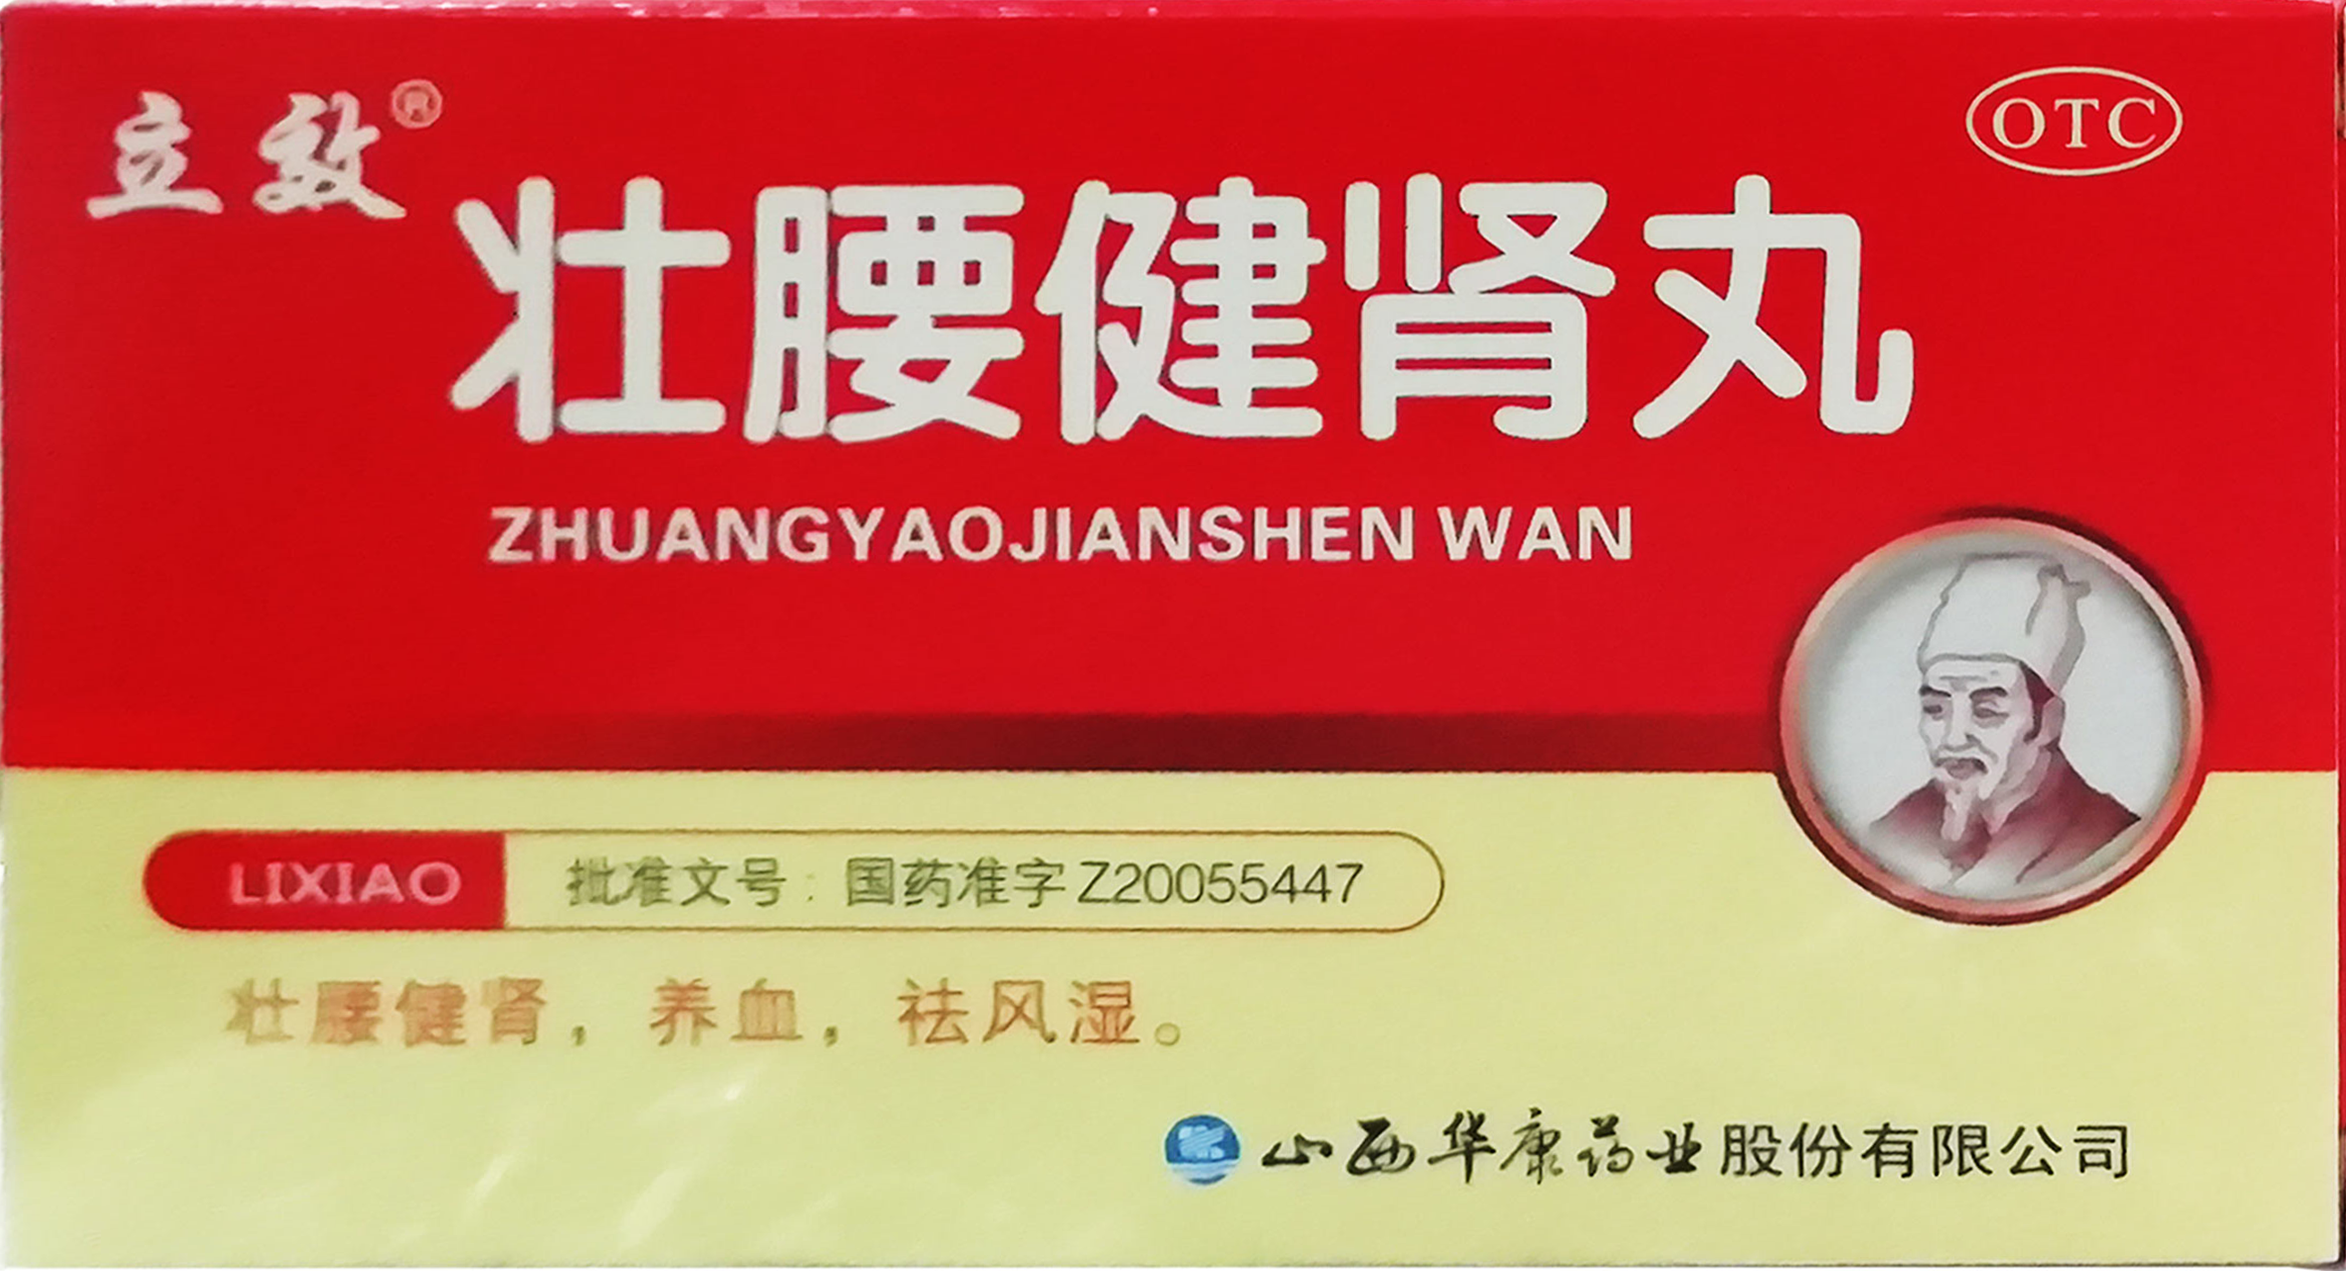 立效®
OTC
壮腰健肾丸
ZHUANGYAOJIANSHEN WAN
LIXIAO 批准文号：国药准字Z20055447
壮腰健肾，养血，祛风湿。
山西华康药业股份有限公司